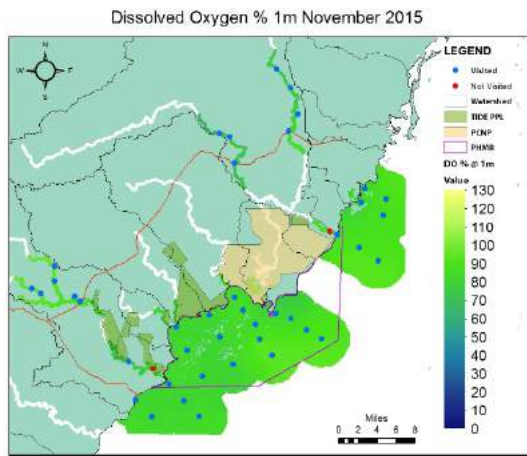 Dissolved Oxygen % 1m November 2015
N
W E
S
LEGEND
Visited
Not Visited
Watershed
TIDE PPL
PCNP
PHMR
DO % @ 1m
Value
130
120
110
100
90
80
70
60
50
40
30
20
10
0
Miles
0 2 4 8